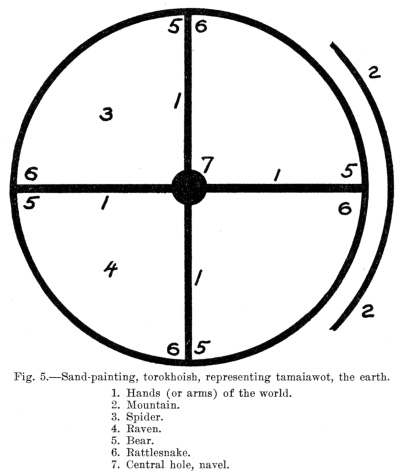 5 6
1
3
2
7
6 1 5
5 1 6
4 1
2
6 5
Fig. 5.—Sand-painting, torokhoish, representing tamaiawot, the earth.
1. Hands (or arms) of the world.
2. Mountain.
3. Spider.
4. Raven.
5. Bear.
6. Rattlesnake.
7. Central hole, navel.